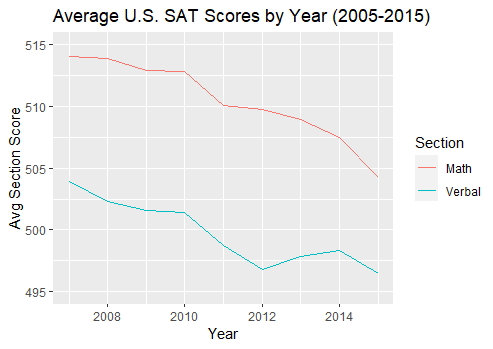 Average U.S. SAT Scores by Year (2005-2015)
515
510
505
500
495
Avg Section Score
2008 2010 2012 2014
Year
Section
Math
Verbal